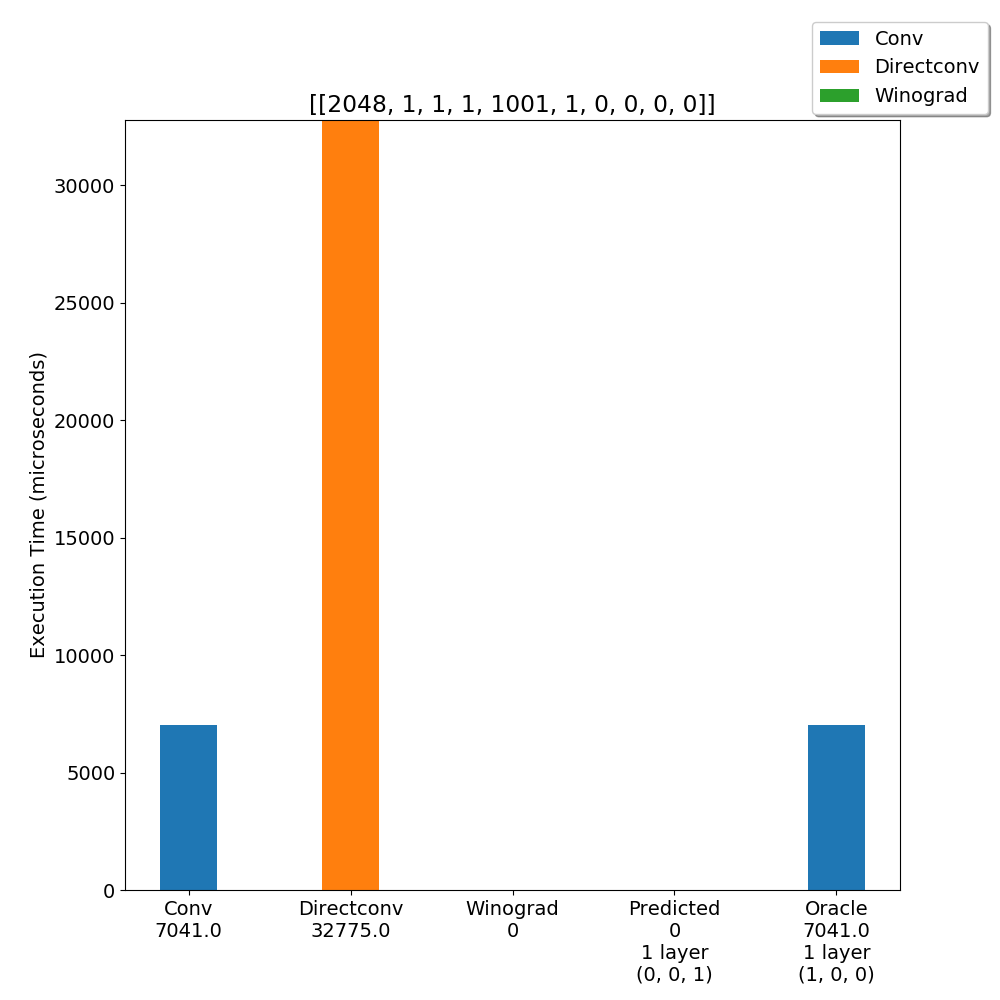 Conv
Directconv
Winograd
[[2048, 1, 1, 1, 1001, 1, 0, 0, 0, 0]]
Execution Time (microseconds)
30000
25000
20000
15000
10000
5000
0
Conv
7041.0
Directconv
32775.0
Winograd
0
Predicted
0
1 layer
(0, 0, 1)
Oracle
7041.0
1 layer
(1, 0, 0)